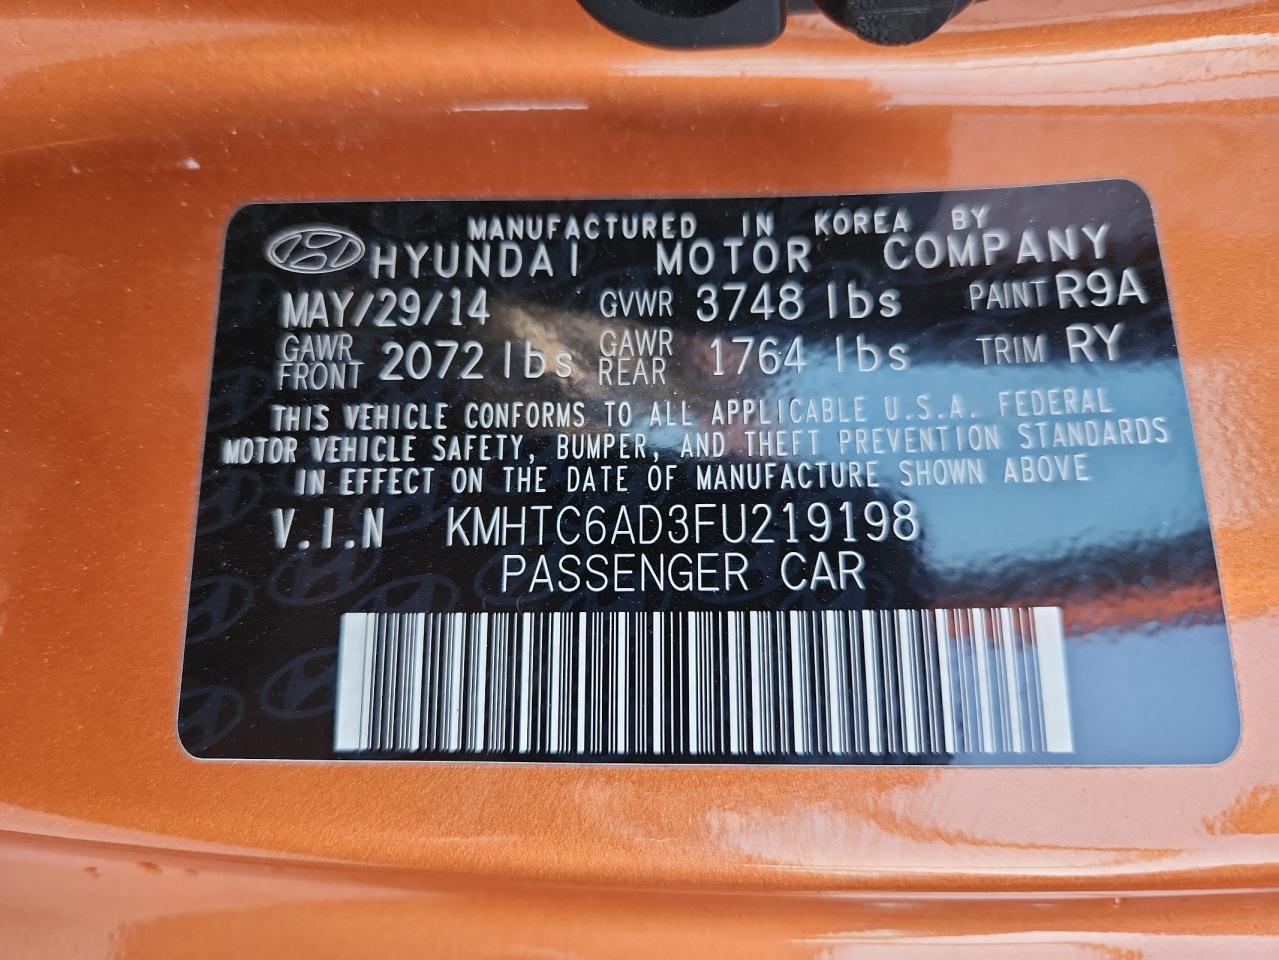 MANUFACTURED IN KOREA BY
HYUNDAI MOTOR COMPANY
MAY/29/14 GVWR 3748 lbs PAINT R9A
GAWR FRONT 2072 lbs GAWR REAR 1764 lbs TRIM RY
THIS VEHICLE CONFORMS TO ALL APPLICABLE U.S.A. FEDERAL
MOTOR VEHICLE SAFETY, BUMPER, AND THEFT PREVENTION STANDARDS
IN EFFECT ON THE DATE OF MANUFACTURE SHOWN ABOVE
V.I.N KMHTC6AD3FU219198
PASSENGER CAR